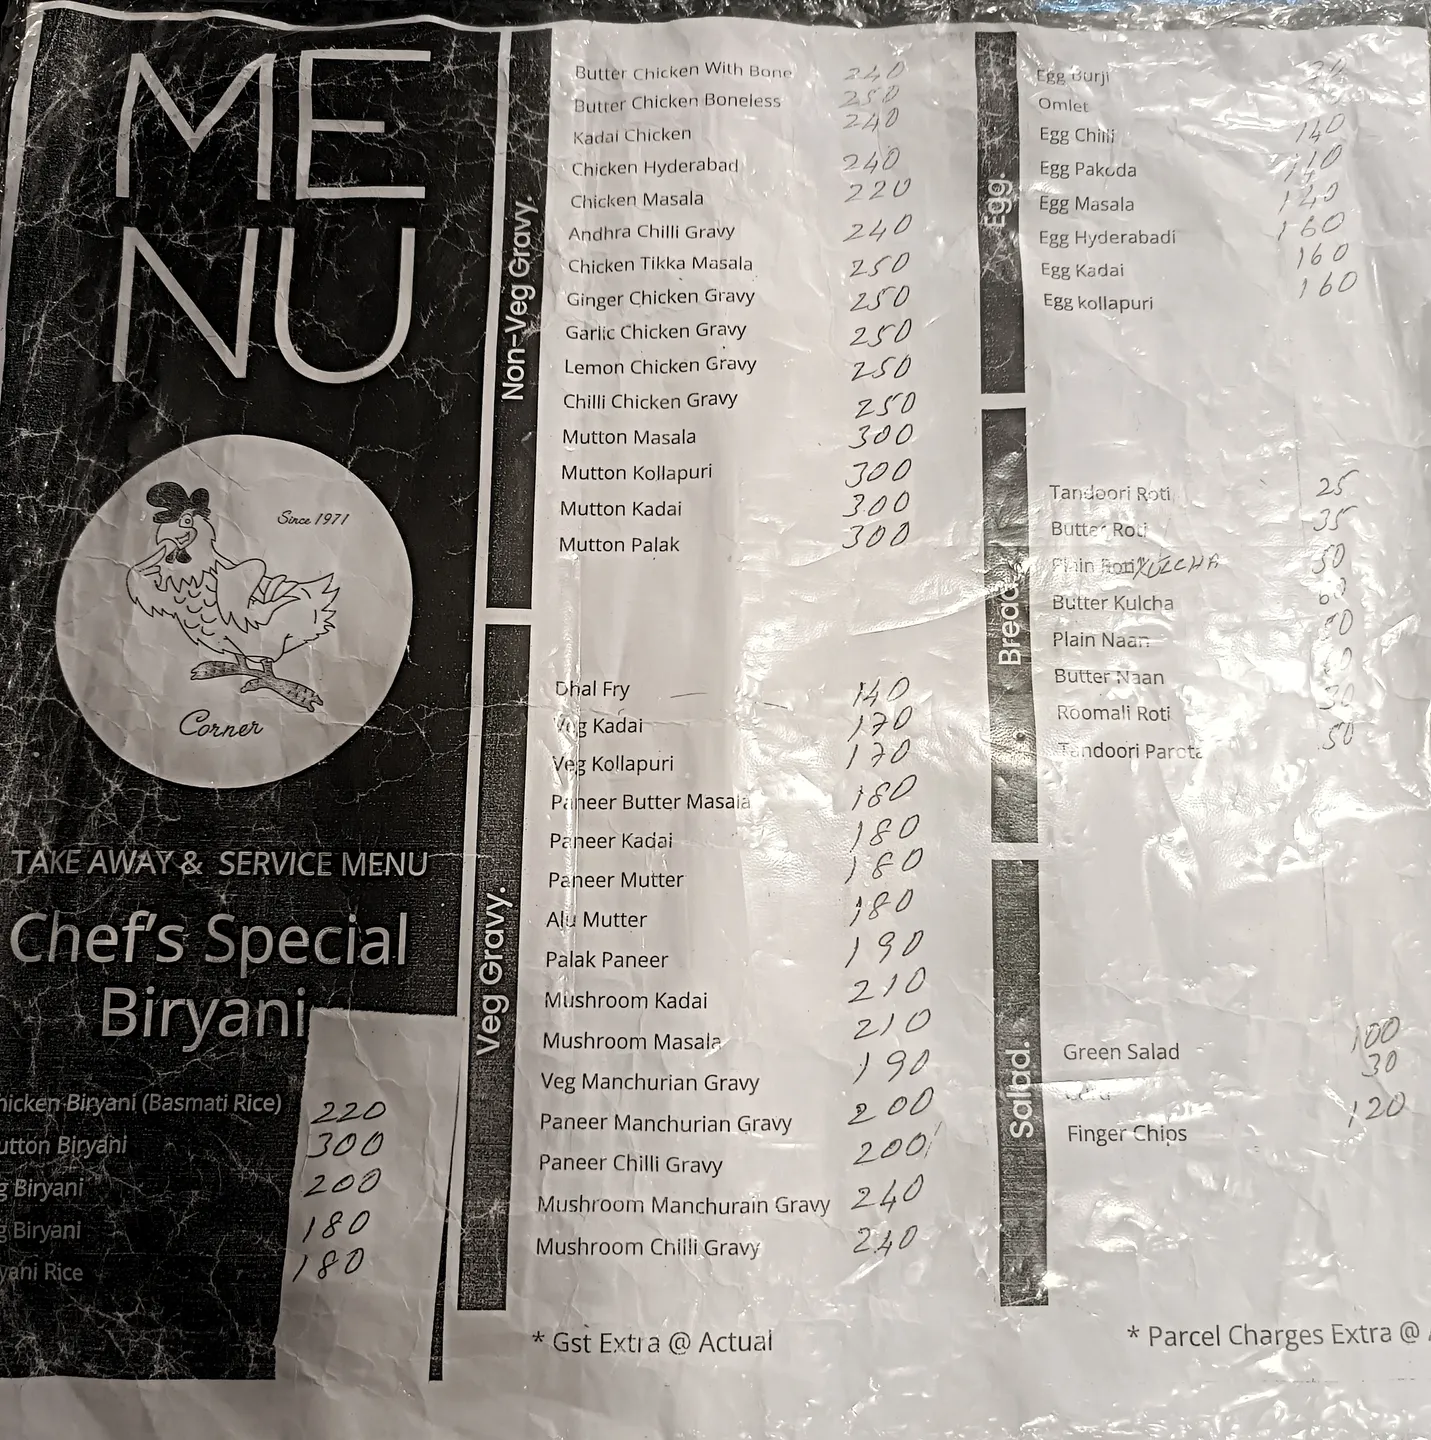 ME
NU
Since 1971
Corner
TAKE AWAY & SERVICE MENU
Chef's Special
Biryani
hicken Biryani (Basmati Rice) 220
utton Biryani 300
g Biryani 200
g Biryani 180
yani Rice 180
Non-Veg Gravy.
Butter Chicken With Bone 240
Butter Chicken Boneless 250
Kadai Chicken 240
Chicken Hyderabad 240
Chicken Masala 220
Andhra Chilli Gravy 240
Chicken Tikka Masala 250
Ginger Chicken Gravy 250
Garlic Chicken Gravy 250
Lemon Chicken Gravy 250
Chilli Chicken Gravy 250
Mutton Masala 300
Mutton Kollapuri 300
Mutton Kadai 300
Mutton Palak 300
Veg Gravy.
Dhal Fry 140
Veg Kadai 170
Veg Kollapuri 170
Paneer Butter Masala 180
Paneer Kadai 180
Paneer Mutter 180
Alu Mutter 180
Palak Paneer 190
Mushroom Kadai 210
Mushroom Masala 210
Veg Manchurian Gravy 190
Paneer Manchurian Gravy 200
Paneer Chilli Gravy 200
Mushroom Manchurain Gravy 240
Mushroom Chilli Gravy 240
* Gst Extra @ Actual
Egg.
Egg Burji
Omlet
Egg Chilli 140
Egg Pakoda 140
Egg Masala 140
Egg Hyderabadi 160
Egg Kadai 160
Egg kollapuri 160
Bread.
Tandoori Roti 25
Butter Roti 35
Plain Roti KULCHA 50
Butter Kulcha 60
Plain Naan
Butter Naan
Roomali Roti 30
Tandoori Parota 50
Salad.
Green Salad 100
30
Finger Chips 120
* Parcel Charges Extra @